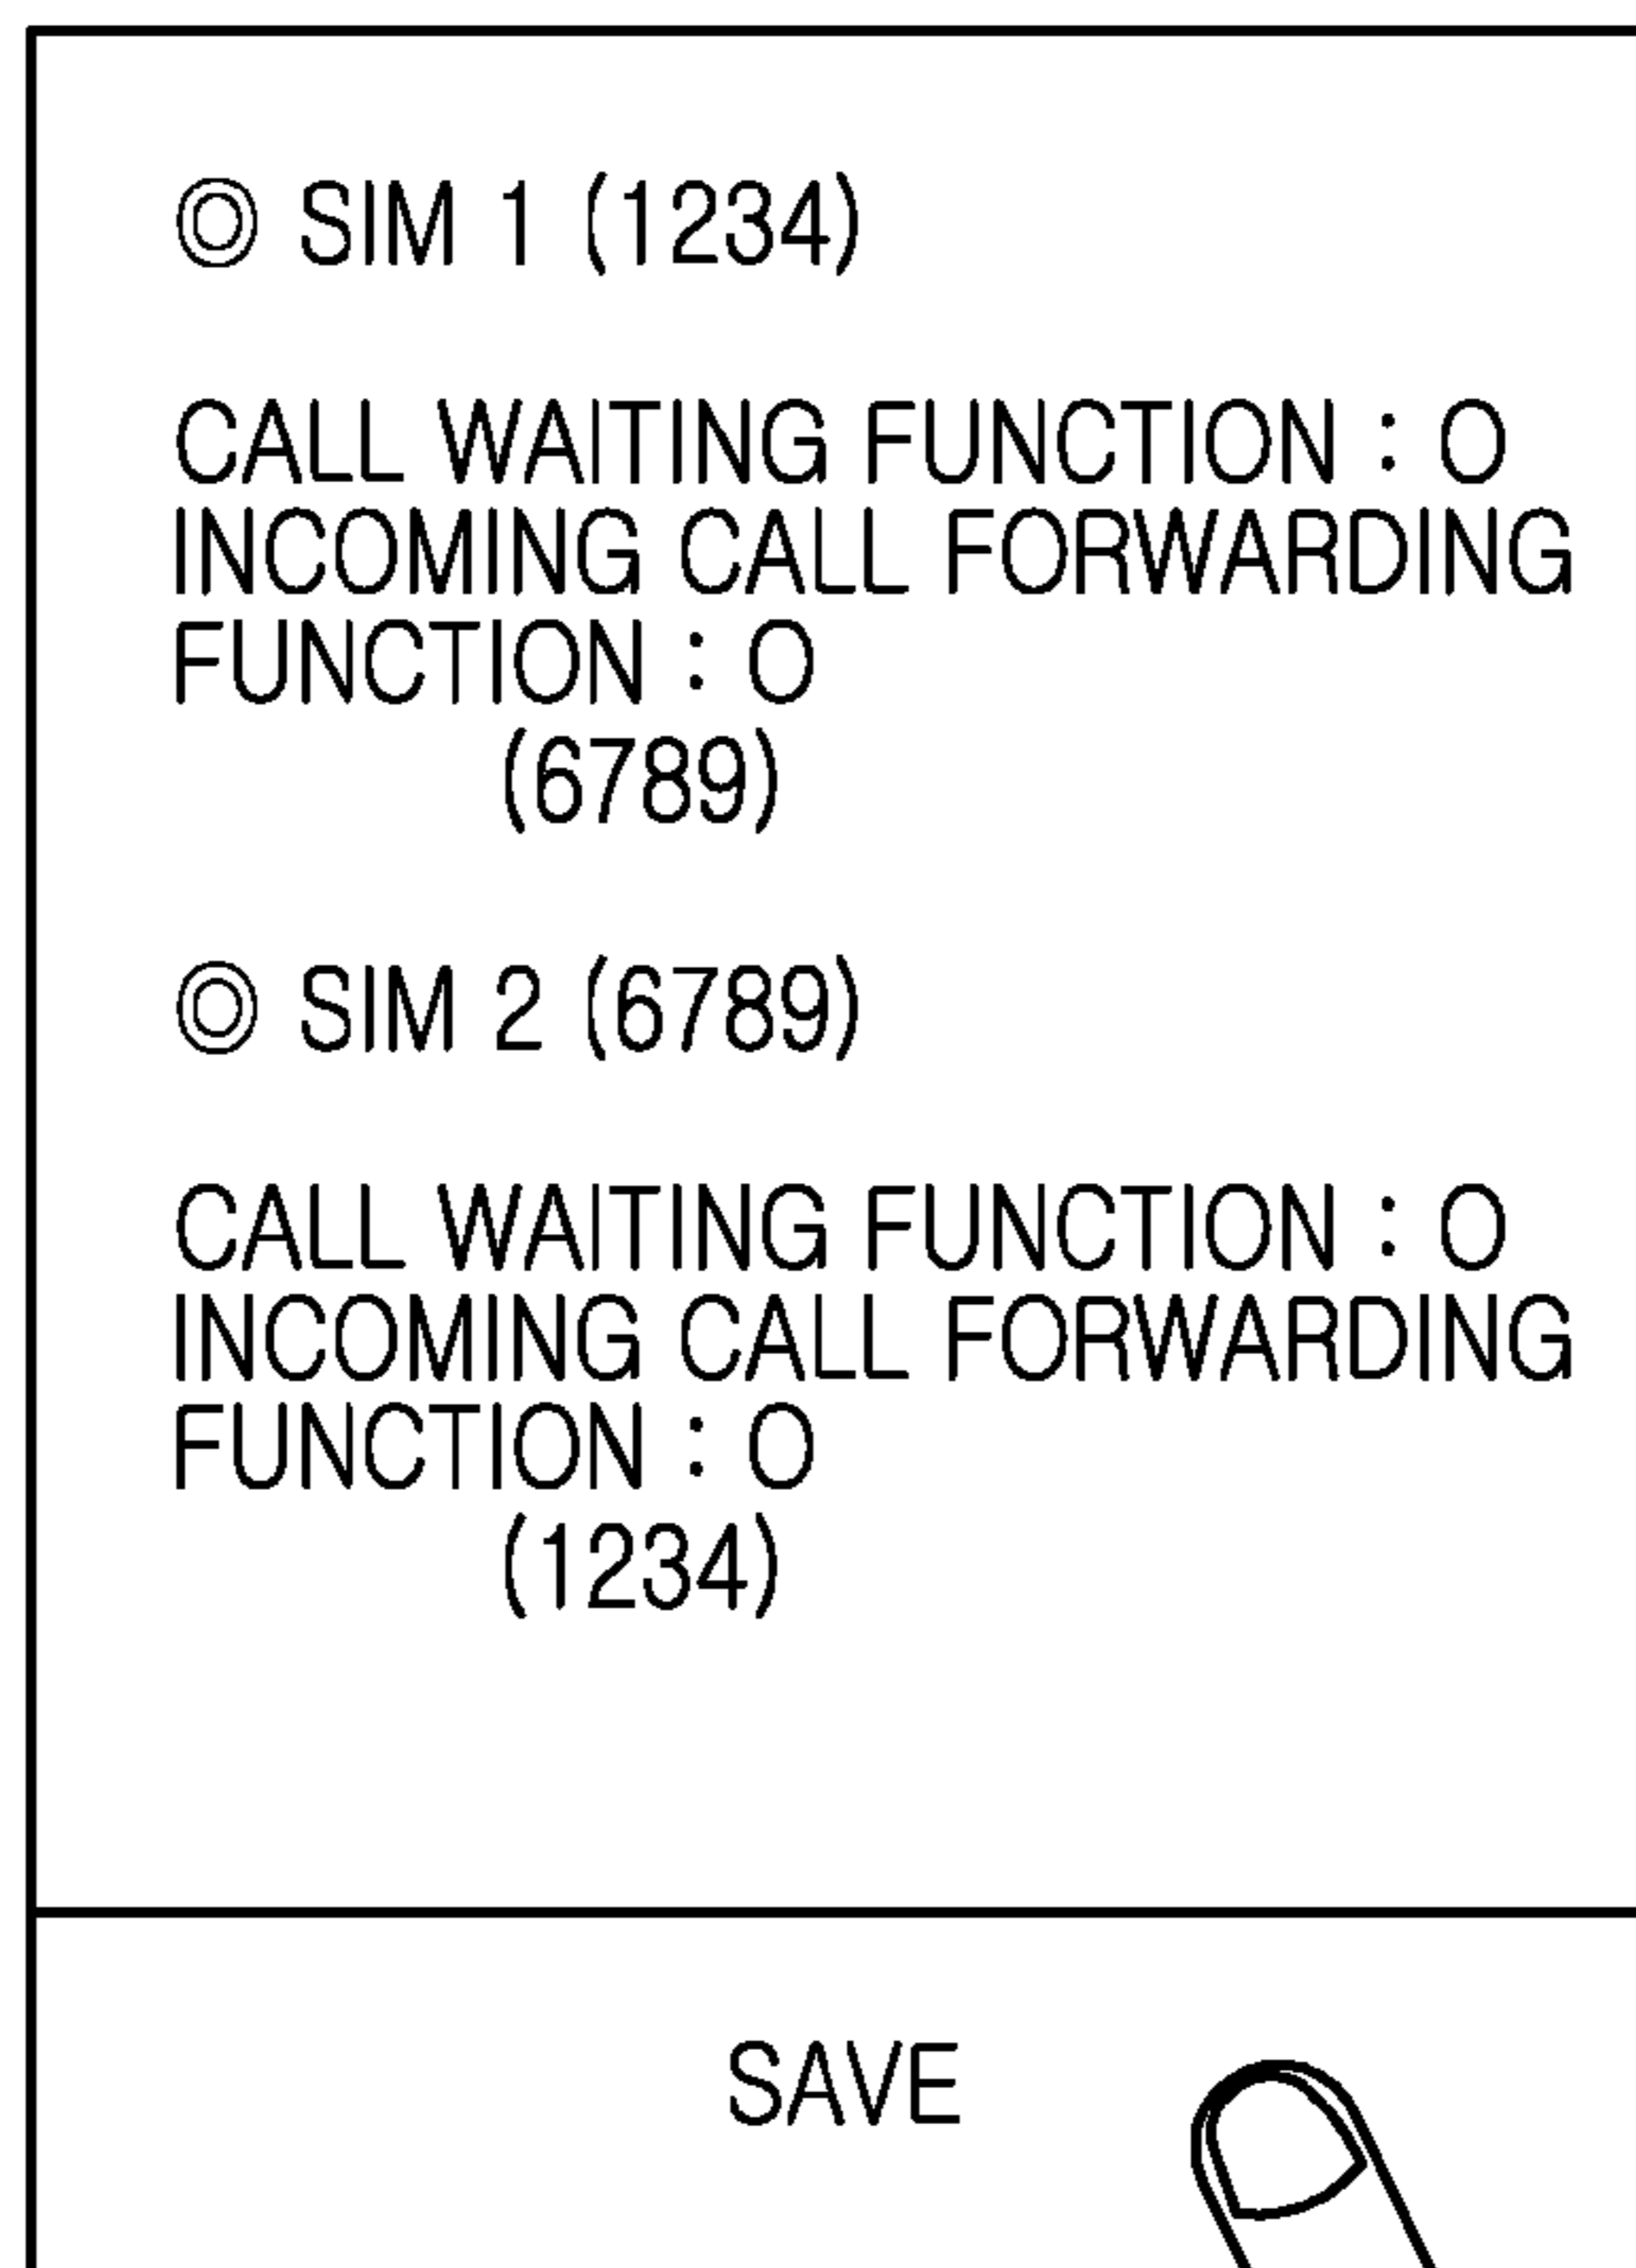 ◎ SIM 1 (1234)
CALL WAITING FUNCTION : O
INCOMING CALL FORWARDING
FUNCTION : O
(6789)
◎ SIM 2 (6789)
CALL WAITING FUNCTION : O
INCOMING CALL FORWARDING
FUNCTION : O
(1234)
SAVE